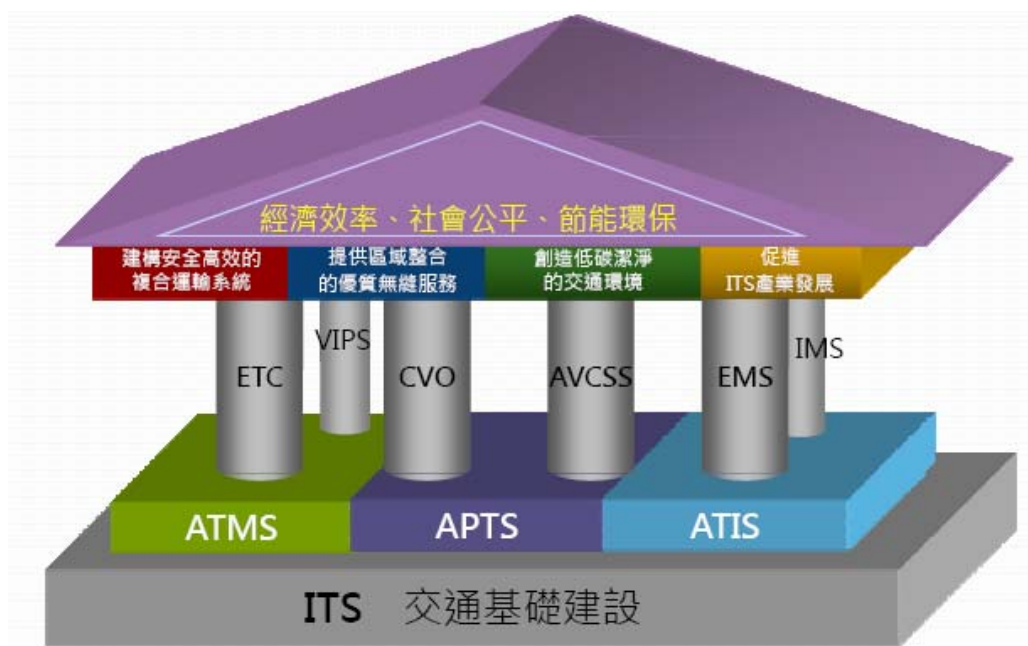 經濟效率、社會公平、節能環保
建構安全高效的
複合運輸系統
提供區域整合
的優質無縫服務
創造低碳潔淨
的交通環境
促進
ITS產業發展
ETC
VIPS
CVO
AVCSS
EMS
IMS
ATMS
APTS
ATIS
ITS 交通基礎建設